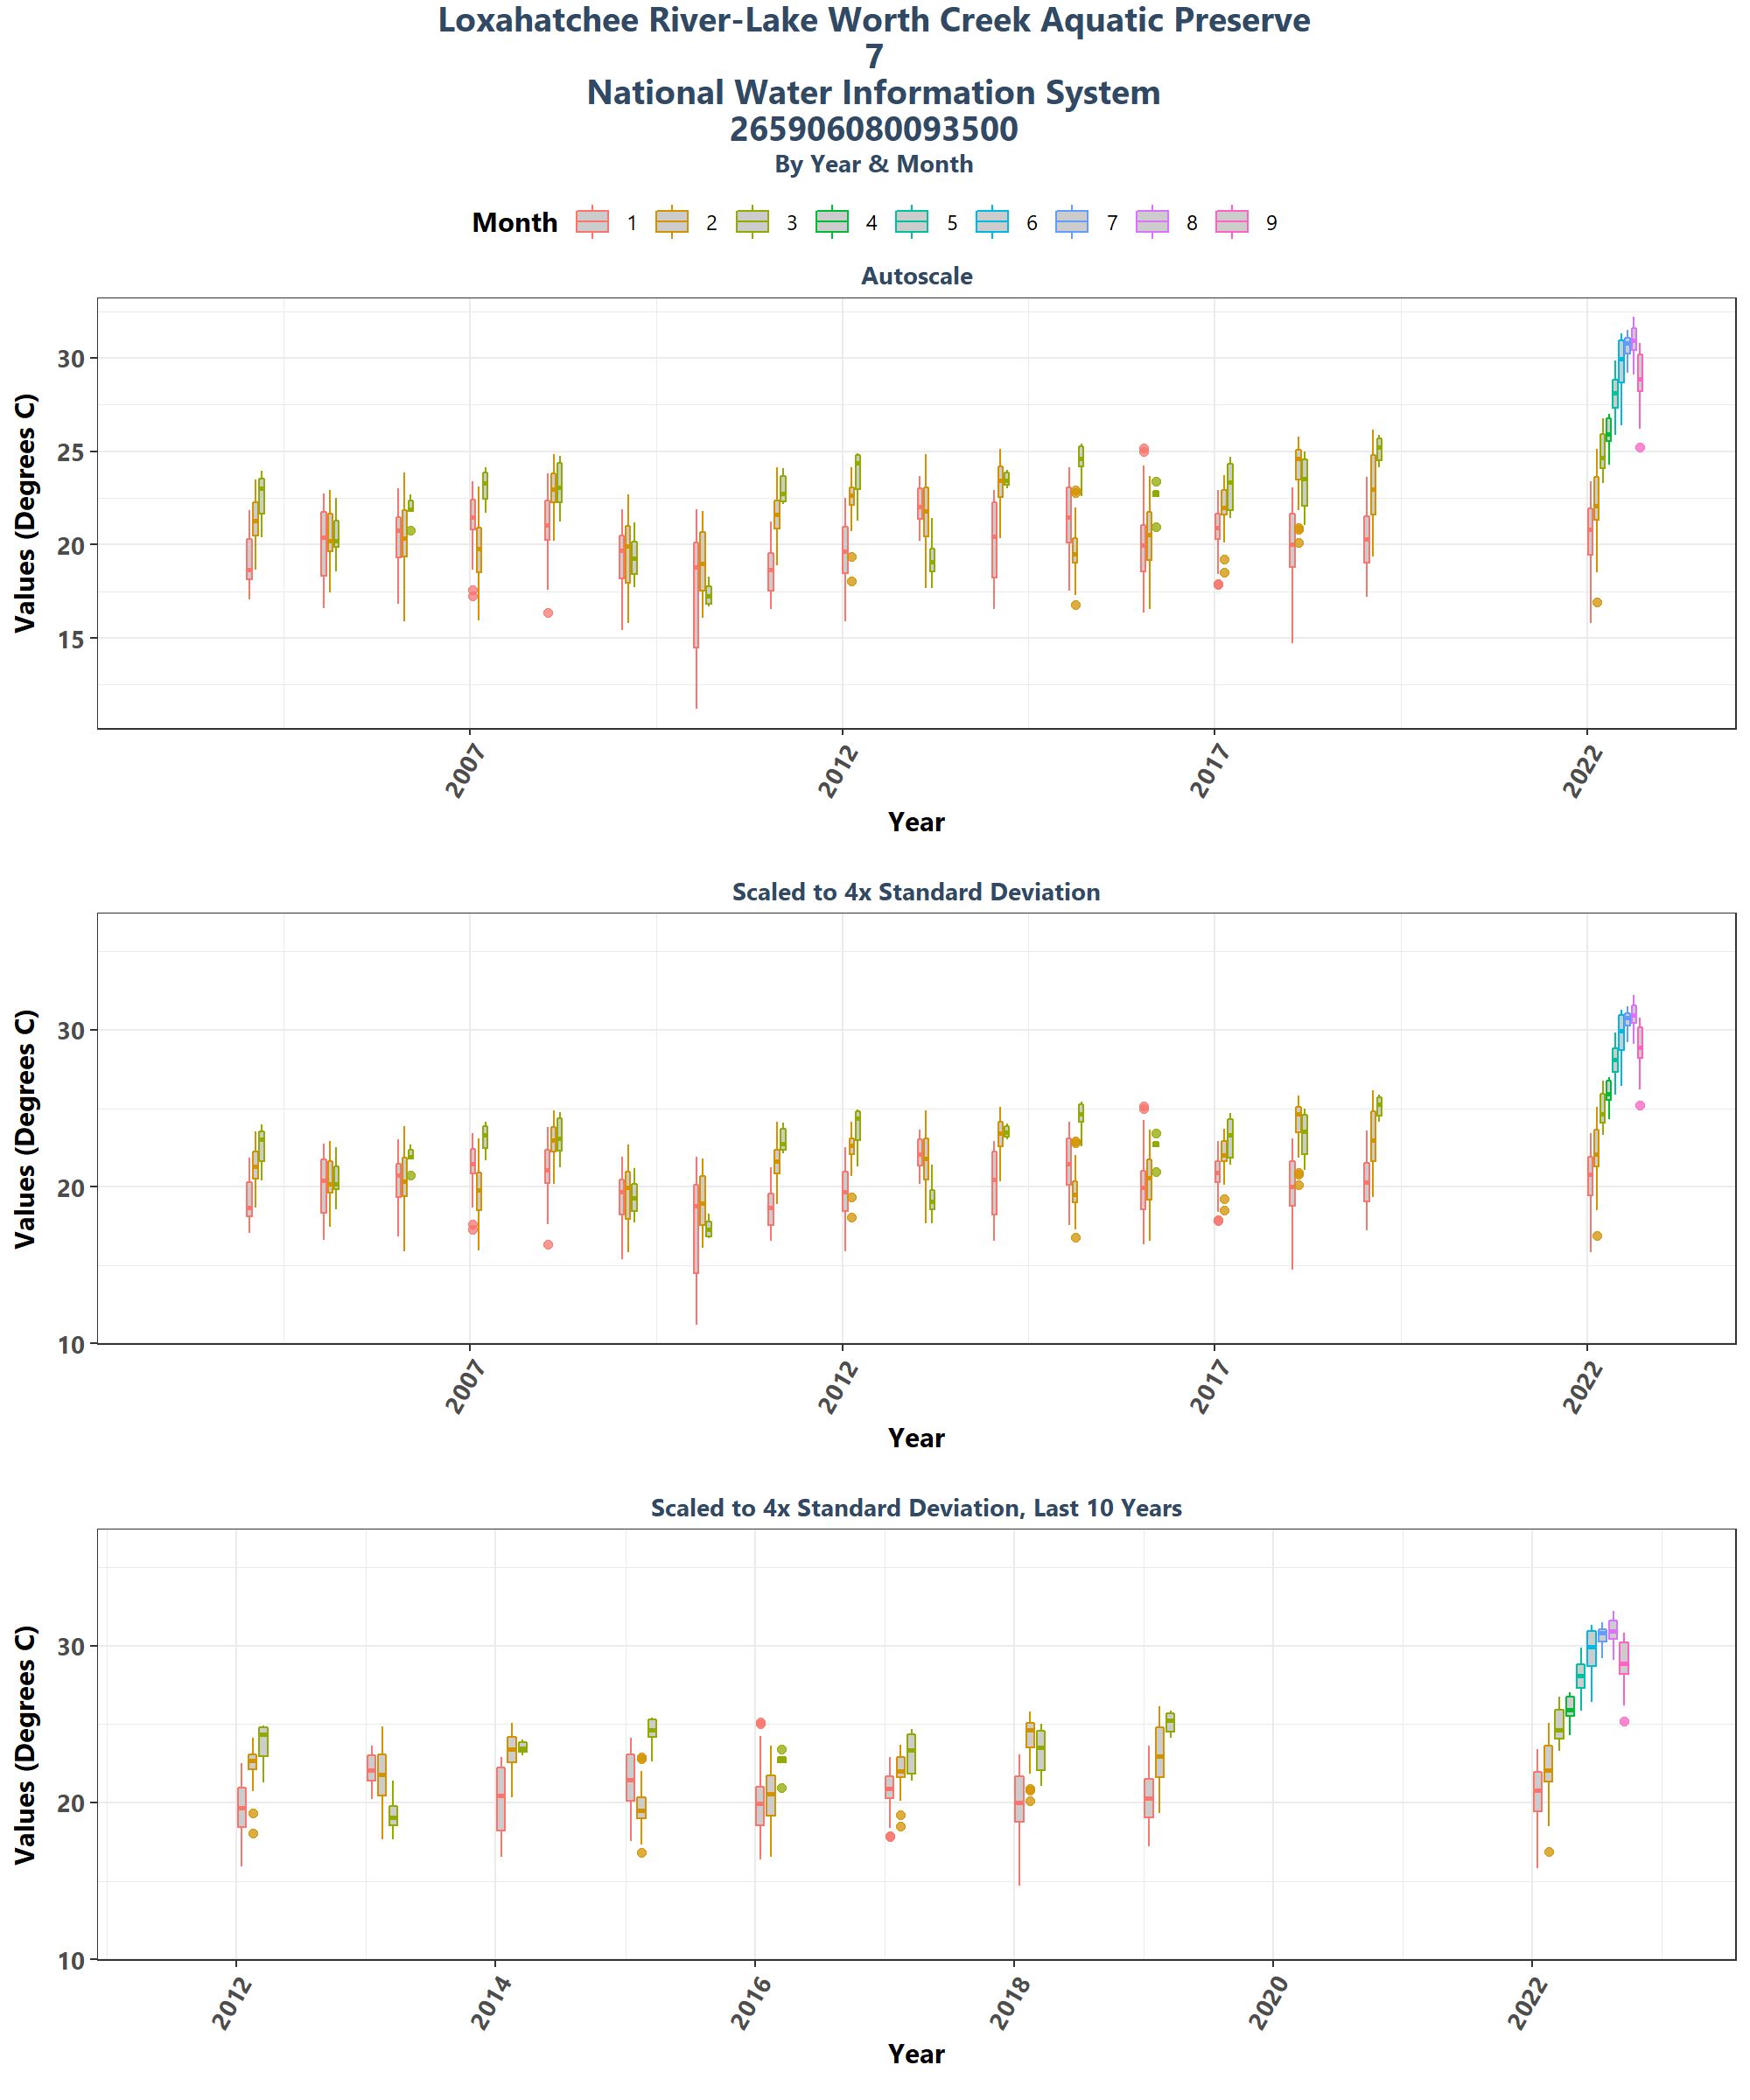 Loxahatchee River-Lake Worth Creek Aquatic Preserve
7
National Water Information System
265906080093500
By Year & Month
Month 1 2 3 4 5 6 7 8 9
Autoscale
Values (Degrees C)
30
25
20
15
2007 2012 2017 2022
Year
Scaled to 4x Standard Deviation
Values (Degrees C)
30
20
10
2007 2012 2017 2022
Year
Scaled to 4x Standard Deviation, Last 10 Years
Values (Degrees C)
30
20
10
2012 2014 2016 2018 2020 2022
Year